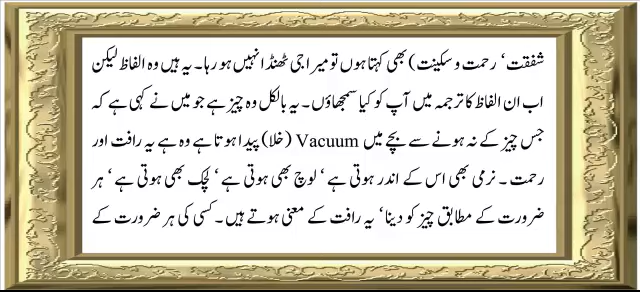 شفقت‘ رحمت و سکینت) بھی کہتا ہوں تو میرا جی ٹھنڈا نہیں ہو رہا۔ یہ ہیں وہ الفاظ لیکن
اب ان الفاظ کا ترجمہ میں آپ کو کیا سمجھاؤں۔ یہ بالکل وہ چیز ہے جو میں نے کہی ہے کہ
جس چیز کے نہ ہونے سے بچے میں Vacuum (خلا) پیدا ہوتا ہے وہ ہے یہ رافت اور
رحمت۔ نرمی بھی اس کے اندر ہوتی ہے‘ لوچ بھی ہوتی ہے‘ لچک بھی ہوتی ہے‘ ہر
ضرورت کے مطابق چیز کو دینا‘ یہ رافت کے معنی ہوتے ہیں۔ کسی کی ہر ضرورت کے